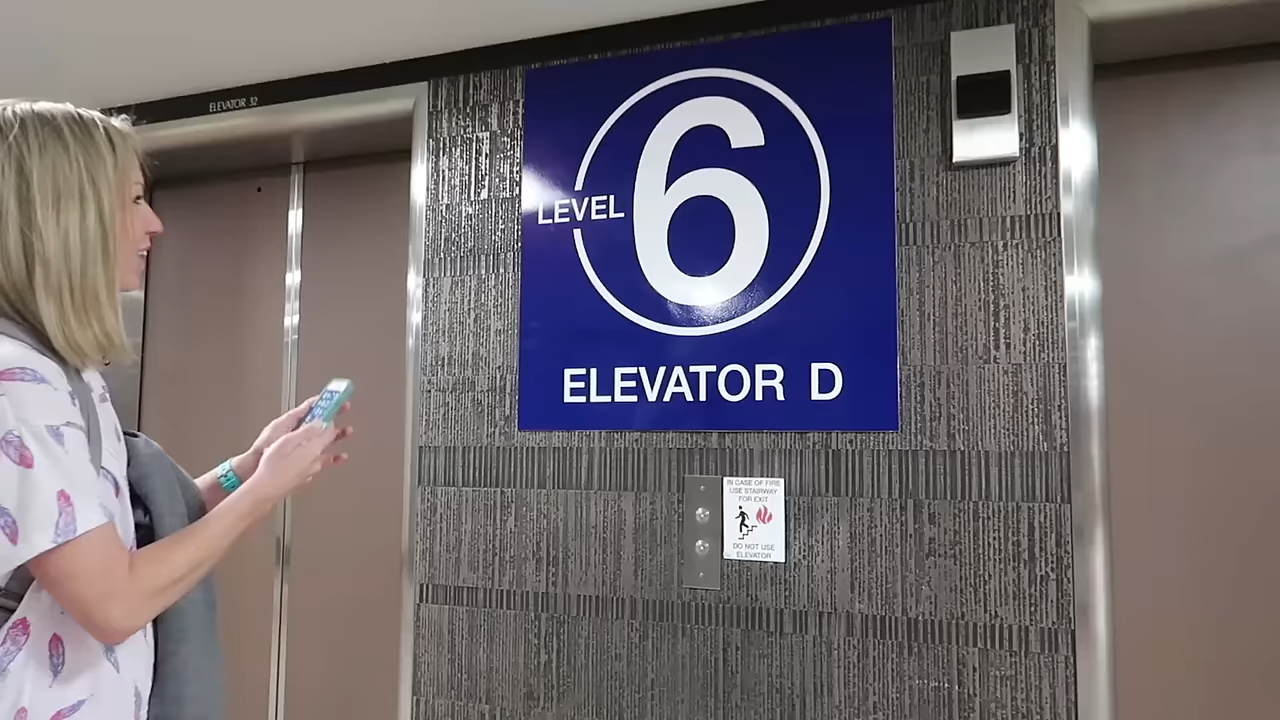 ELEVATOR 32
LEVEL 6
ELEVATOR D
IN CASE OF FIRE
USE STAIRWAY
FOR EXIT
DO NOT USE
ELEVATOR